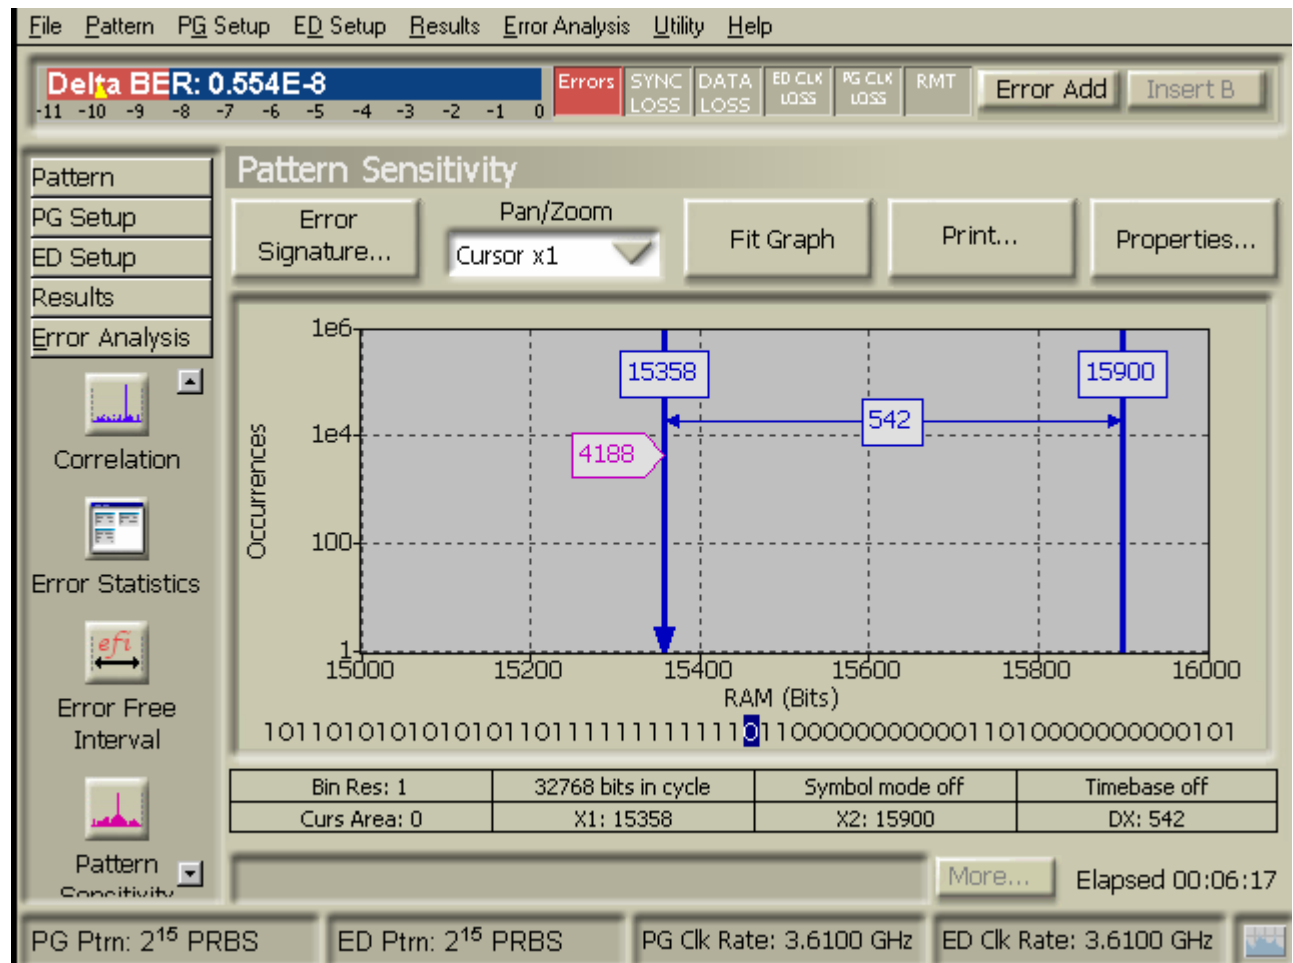 File Pattern PG Setup ED Setup Results Error Analysis Utility Help
Delta BER: 0.554E-8
-11 -10 -9 -8 -7 -6 -5 -4 -3 -2 -1 0
Errors
SYNC LOSS
DATA LOSS
ED CLK LOSS
PG CLK LOSS
RMT
Error Add
Insert B
Pattern
PG Setup
ED Setup
Results
Error Analysis
Correlation
Error Statistics
efi
Error Free
Interval
Pattern
Sensitivity
Pattern Sensitivity
Error
Signature...
Pan/Zoom
Cursor x1
Fit Graph
Print...
Properties...
Occurrences
1e6
1e4
100
1
15358
15900
542
4188
15000 15200 15400 15600 15800 16000
RAM (Bits)
Bin Res: 1 32768 bits in cycle Symbol mode off Timebase off
Curs Area: 0 X1: 15358 X2: 15900 DX: 542
More... Elapsed 00:06:17
PG Ptrn: 2¹⁵ PRBS ED Ptrn: 2¹⁵ PRBS PG Clk Rate: 3.6100 GHz ED Clk Rate: 3.6100 GHz